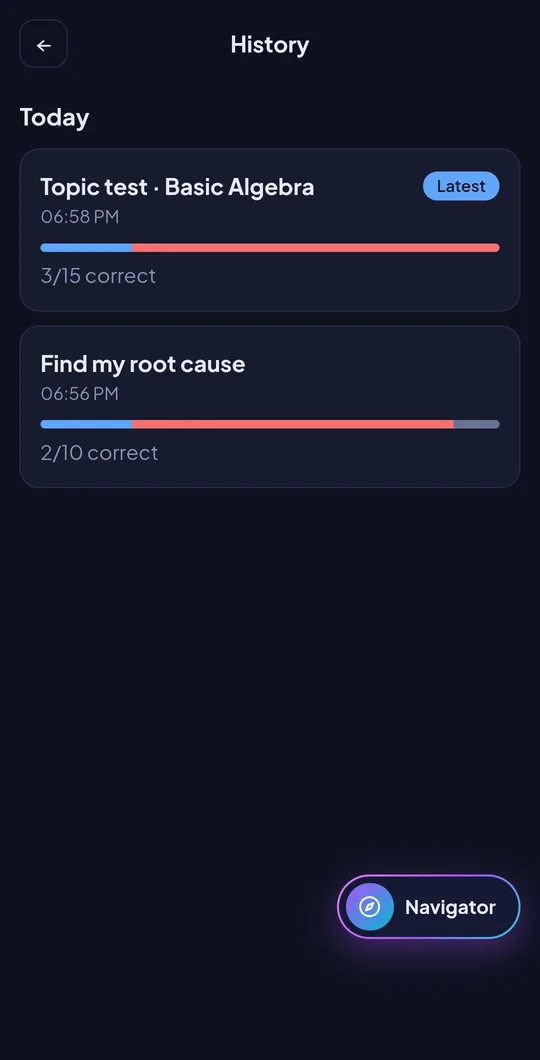 History
Today
Topic test · Basic Algebra
Latest
06:58 PM
3/15 correct
Find my root cause
06:56 PM
2/10 correct
Navigator